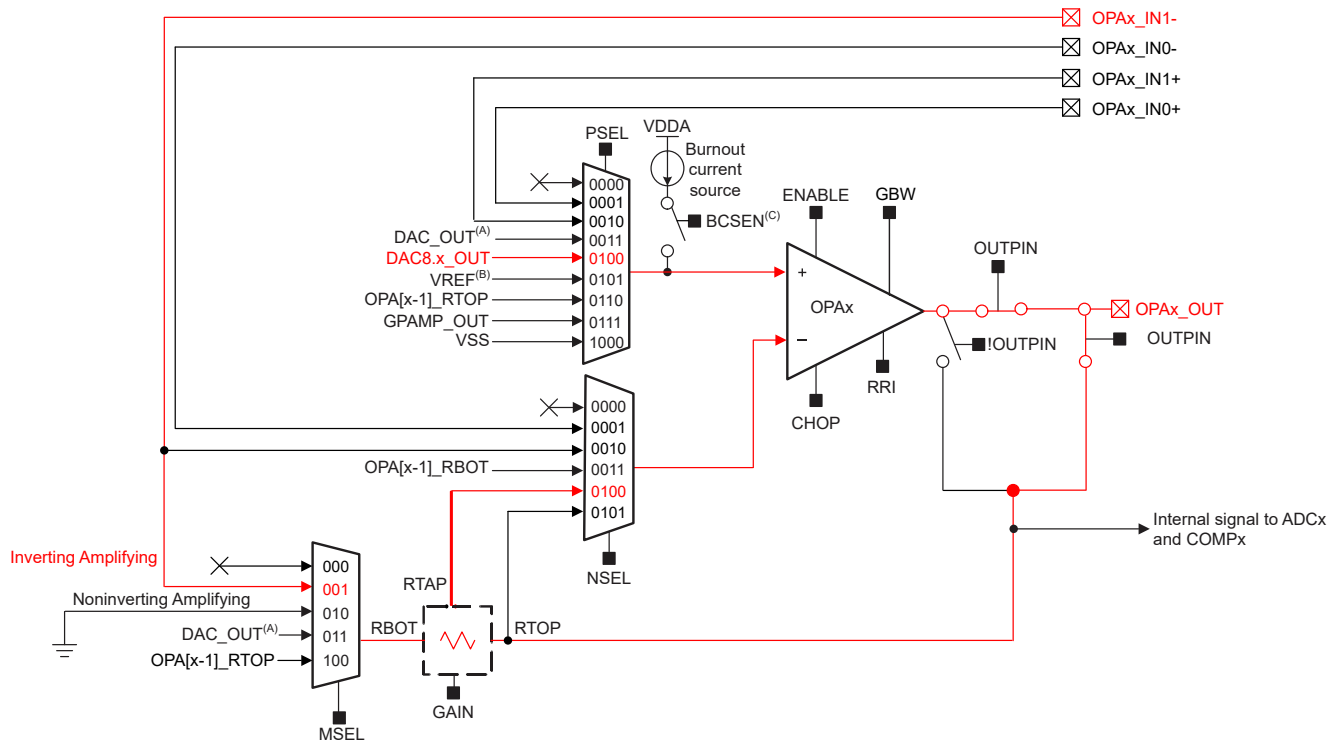 OPAx_IN1-
OPAx_IN0-
OPAx_IN1+
OPAx_IN0+
PSEL
VDDA
Burnout
current
source
BCSEN(C)
ENABLE
GBW
0000
0001
0010
DAC_OUT(A)
0011
DAC8.x_OUT
0100
VREF(B)
0101
OPA[x-1]_RTOP
0110
GPAMP_OUT
0111
VSS
1000
+
OPAx
−
OUTPIN
OPAx_OUT
!OUTPIN
OUTPIN
RRI
CHOP
0000
0001
0010
OPA[x-1]_RBOT
0011
0100
0101
NSEL
Internal signal to ADCx
and COMPx
Inverting Amplifying
000
001
Noninverting Amplifying
010
DAC_OUT(A)
011
OPA[x-1]_RTOP
100
MSEL
RTAP
RBOT
RTOP
GAIN